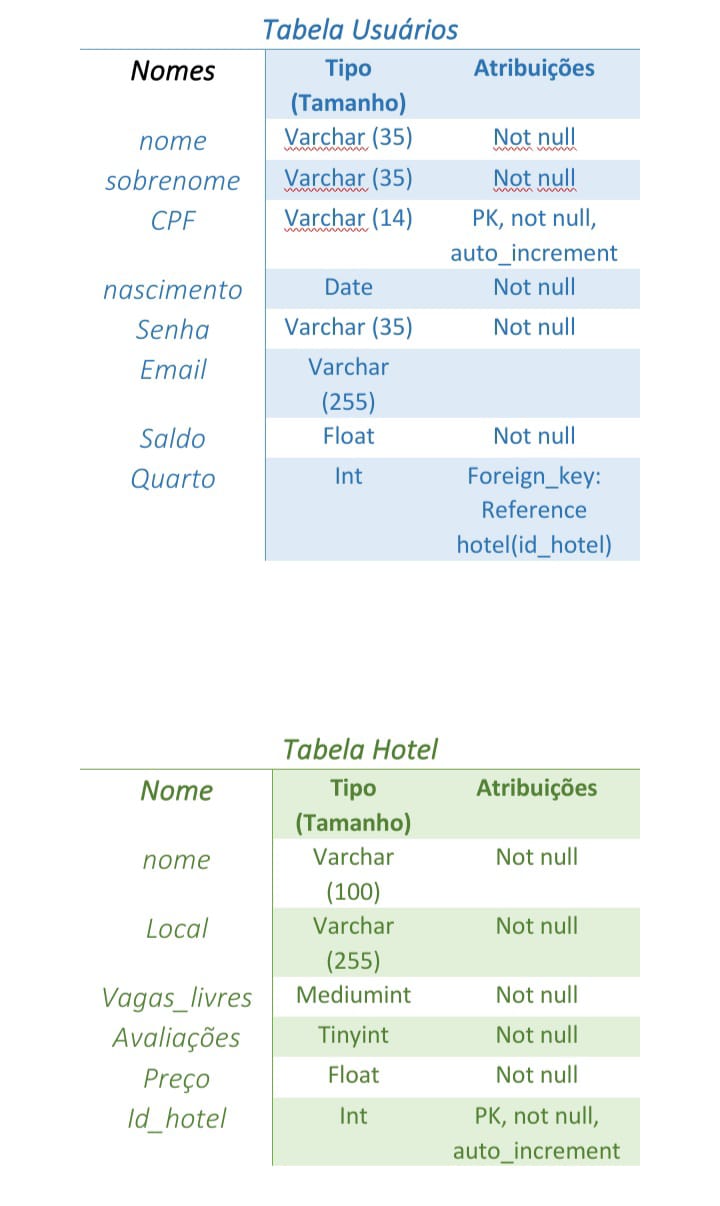 Tabela Usuários
Nomes Tipo Atribuições
(Tamanho)
nome Varchar (35) Not null
sobrenome Varchar (35) Not null
CPF Varchar (14) PK, not null,
auto_increment
nascimento Date Not null
Senha Varchar (35) Not null
Email Varchar
(255)
Saldo Float Not null
Quarto Int Foreign_key:
Reference
hotel(id_hotel)
Tabela Hotel
Nome Tipo Atribuições
(Tamanho)
nome Varchar Not null
(100)
Local Varchar Not null
(255)
Vagas_livres Mediumint Not null
Avaliações Tinyint Not null
Preço Float Not null
Id_hotel Int PK, not null,
auto_increment